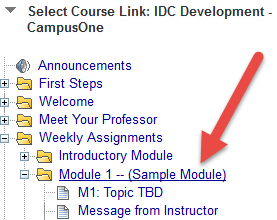 Select Course Link: IDC Development -
CampusOne
Announcements
First Steps
Welcome
Meet Your Professor
Weekly Assignments
Introductory Module
Module 1 -- (Sample Module)
M1: Topic TBD
Message from Instructor